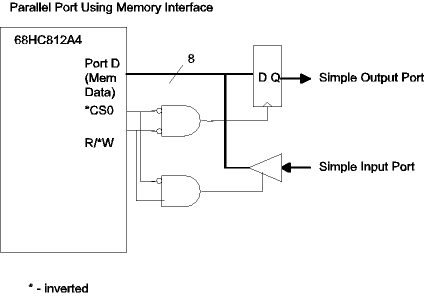 Parallel Port Using Memory Interface
68HC812A4
Port D
(Mem
Data)
8
D Q
Simple Output Port
*CS0
R/*W
Simple Input Port
* - inverted